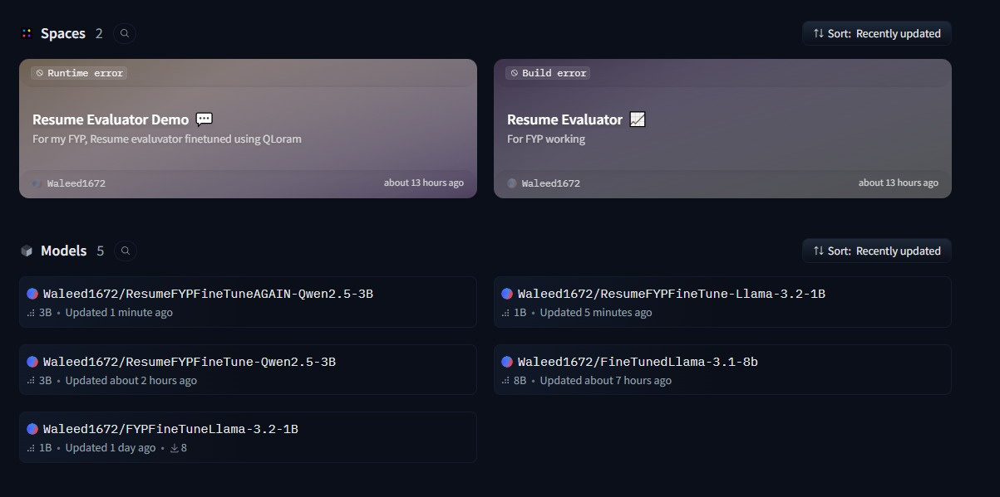 Spaces 2
Sort: Recently updated
Runtime error
Resume Evaluator Demo 💬
For my FYP, Resume evaluvator finetuned using QLoram
Waleed1672
about 13 hours ago
Build error
Resume Evaluator 📈
For FYP working
Waleed1672
about 13 hours ago
Models 5
Sort: Recently updated
Waleed1672/ResumeFYPFineTuneAGAIN-Qwen2.5-3B
3B • Updated 1 minute ago
Waleed1672/ResumeFYPFineTune-Llama-3.2-1B
1B • Updated 5 minutes ago
Waleed1672/ResumeFYPFineTune-Qwen2.5-3B
3B • Updated about 2 hours ago
Waleed1672/FineTunedLlama-3.1-8b
8B • Updated about 7 hours ago
Waleed1672/FYPFineTuneLlama-3.2-1B
1B • Updated 1 day ago • 8